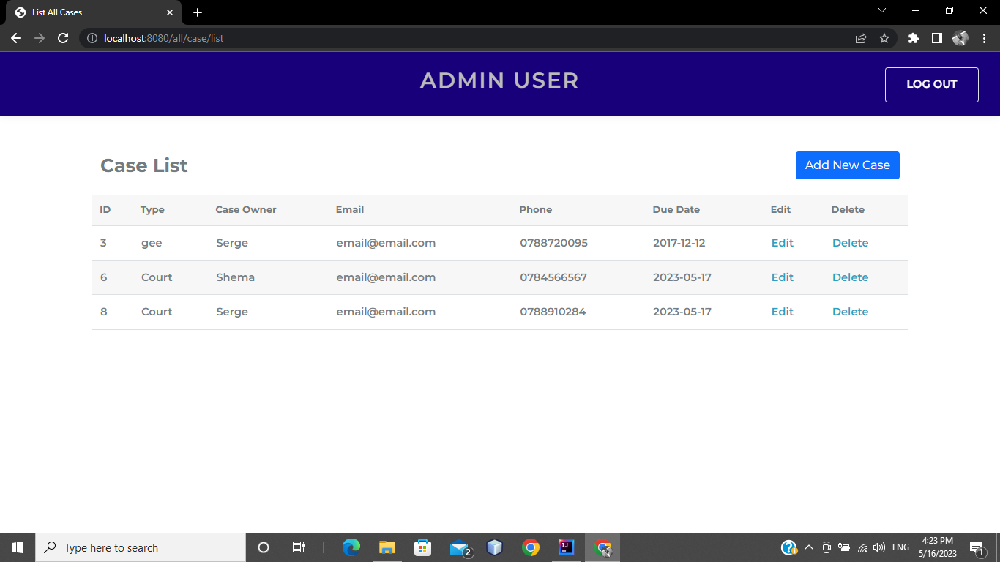 List All Cases
localhost:8080/all/case/list
ADMIN USER
LOG OUT
Case List
Add New Case
ID Type Case Owner Email Phone Due Date Edit Delete
3 gee Serge email@email.com 0788720095 2017-12-12 Edit Delete
6 Court Shema email@email.com 0784566567 2023-05-17 Edit Delete
8 Court Serge email@email.com 0788910284 2023-05-17 Edit Delete
Type here to search
2
IJ
ENG
4:23 PM
5/16/2023
1